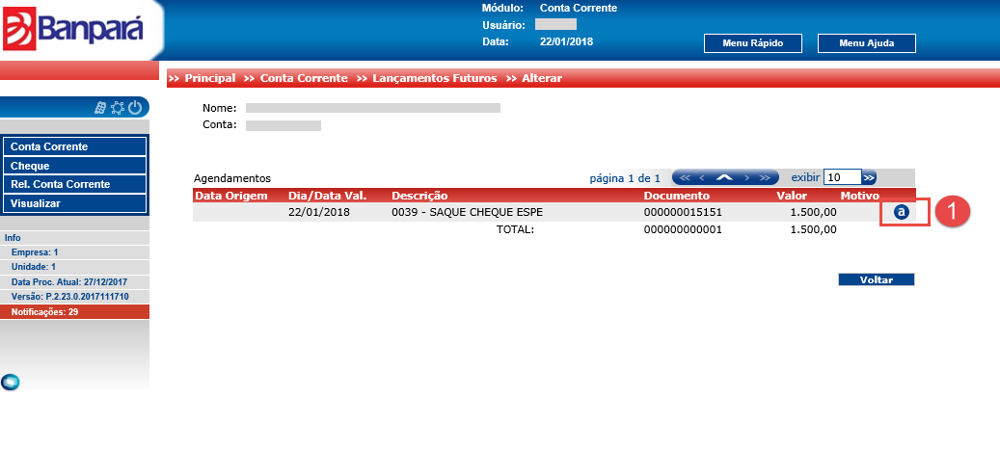 Banpará
Módulo: Conta Corrente
Usuário:
Data: 22/01/2018
Menu Rápido Menu Ajuda
>> Principal >> Conta Corrente >> Lançamentos Futuros >> Alterar
Nome:
Conta:
Conta Corrente
Cheque
Rel. Conta Corrente
Visualizar
Info
Empresa: 1
Unidade: 1
Data Proc. Atual: 27/12/2017
Versão: P.2.23.0.2017111710
Notificações: 29
Agendamentos página 1 de 1 << < > >> exibir 10 >>
Data Origem Dia/Data Val. Descrição Documento Valor Motivo
22/01/2018 0039 - SAQUE CHEQUE ESPE 000000015151 1.500,00 a 1
TOTAL: 000000000001 1.500,00
Voltar